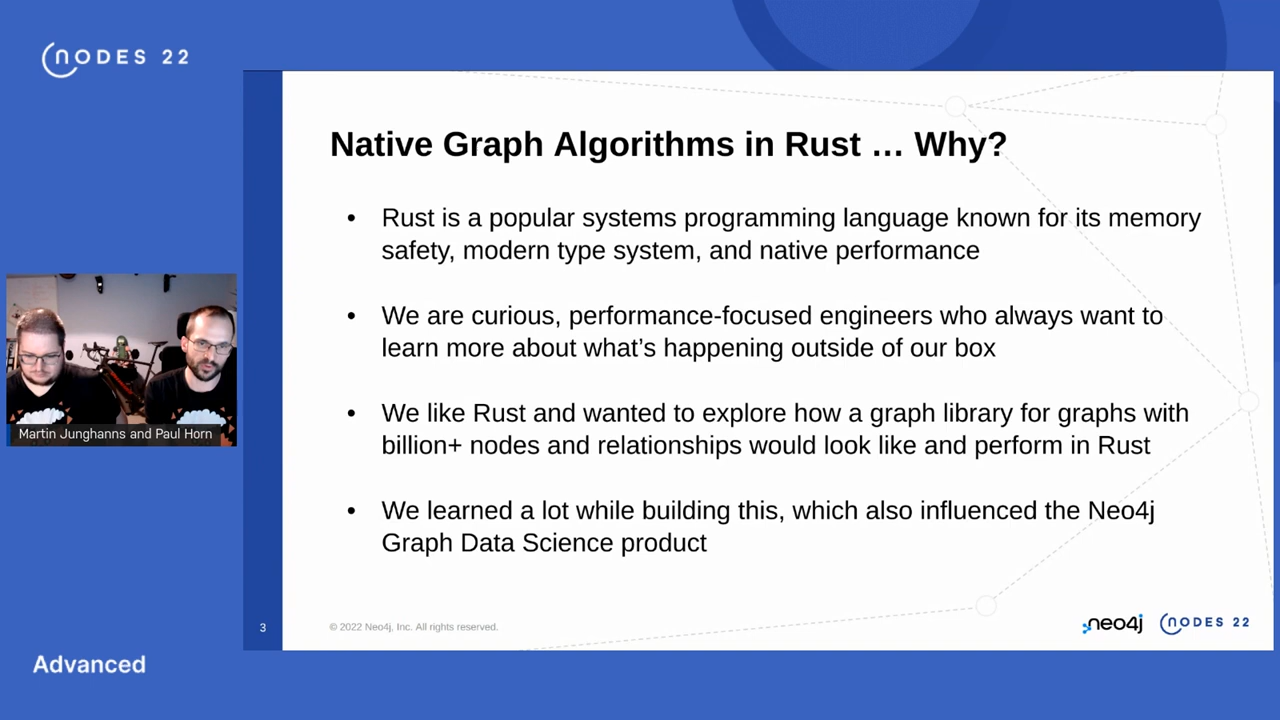 NODES 22
Native Graph Algorithms in Rust … Why?
• Rust is a popular systems programming language known for its memory
safety, modern type system, and native performance
• We are curious, performance-focused engineers who always want to
learn more about what’s happening outside of our box
• We like Rust and wanted to explore how a graph library for graphs with
billion+ nodes and relationships would look like and perform in Rust
• We learned a lot while building this, which also influenced the Neo4j
Graph Data Science product
Martin Junghanns and Paul Horn
3
© 2022 Neo4j, Inc. All rights reserved.
neo4j
NODES 22
Advanced